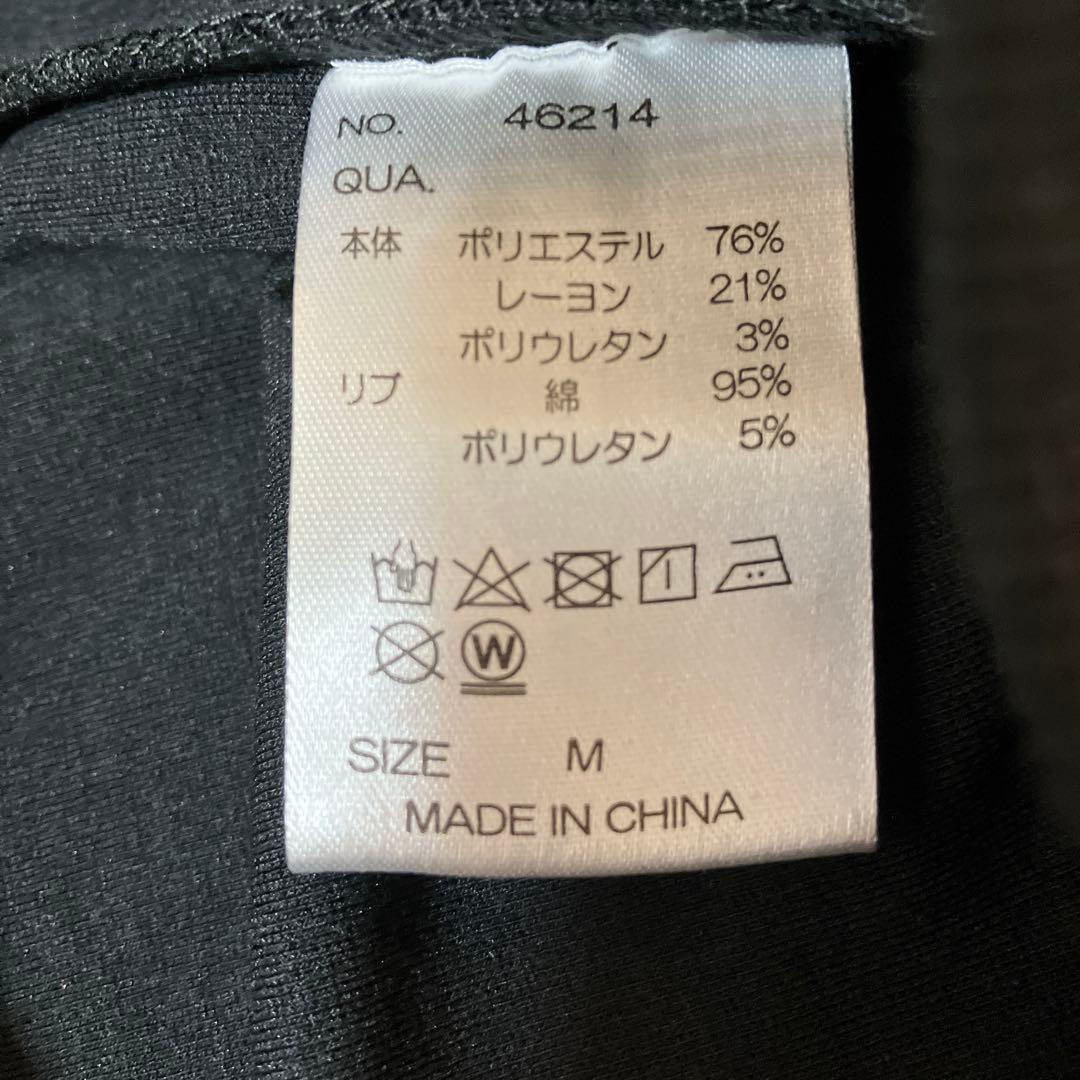 NO. 46214
QUA.
本体 ポリエステル 76%
レーヨン 21%
ポリウレタン 3%
リブ 綿 95%
ポリウレタン 5%
W
SIZE M
MADE IN CHINA